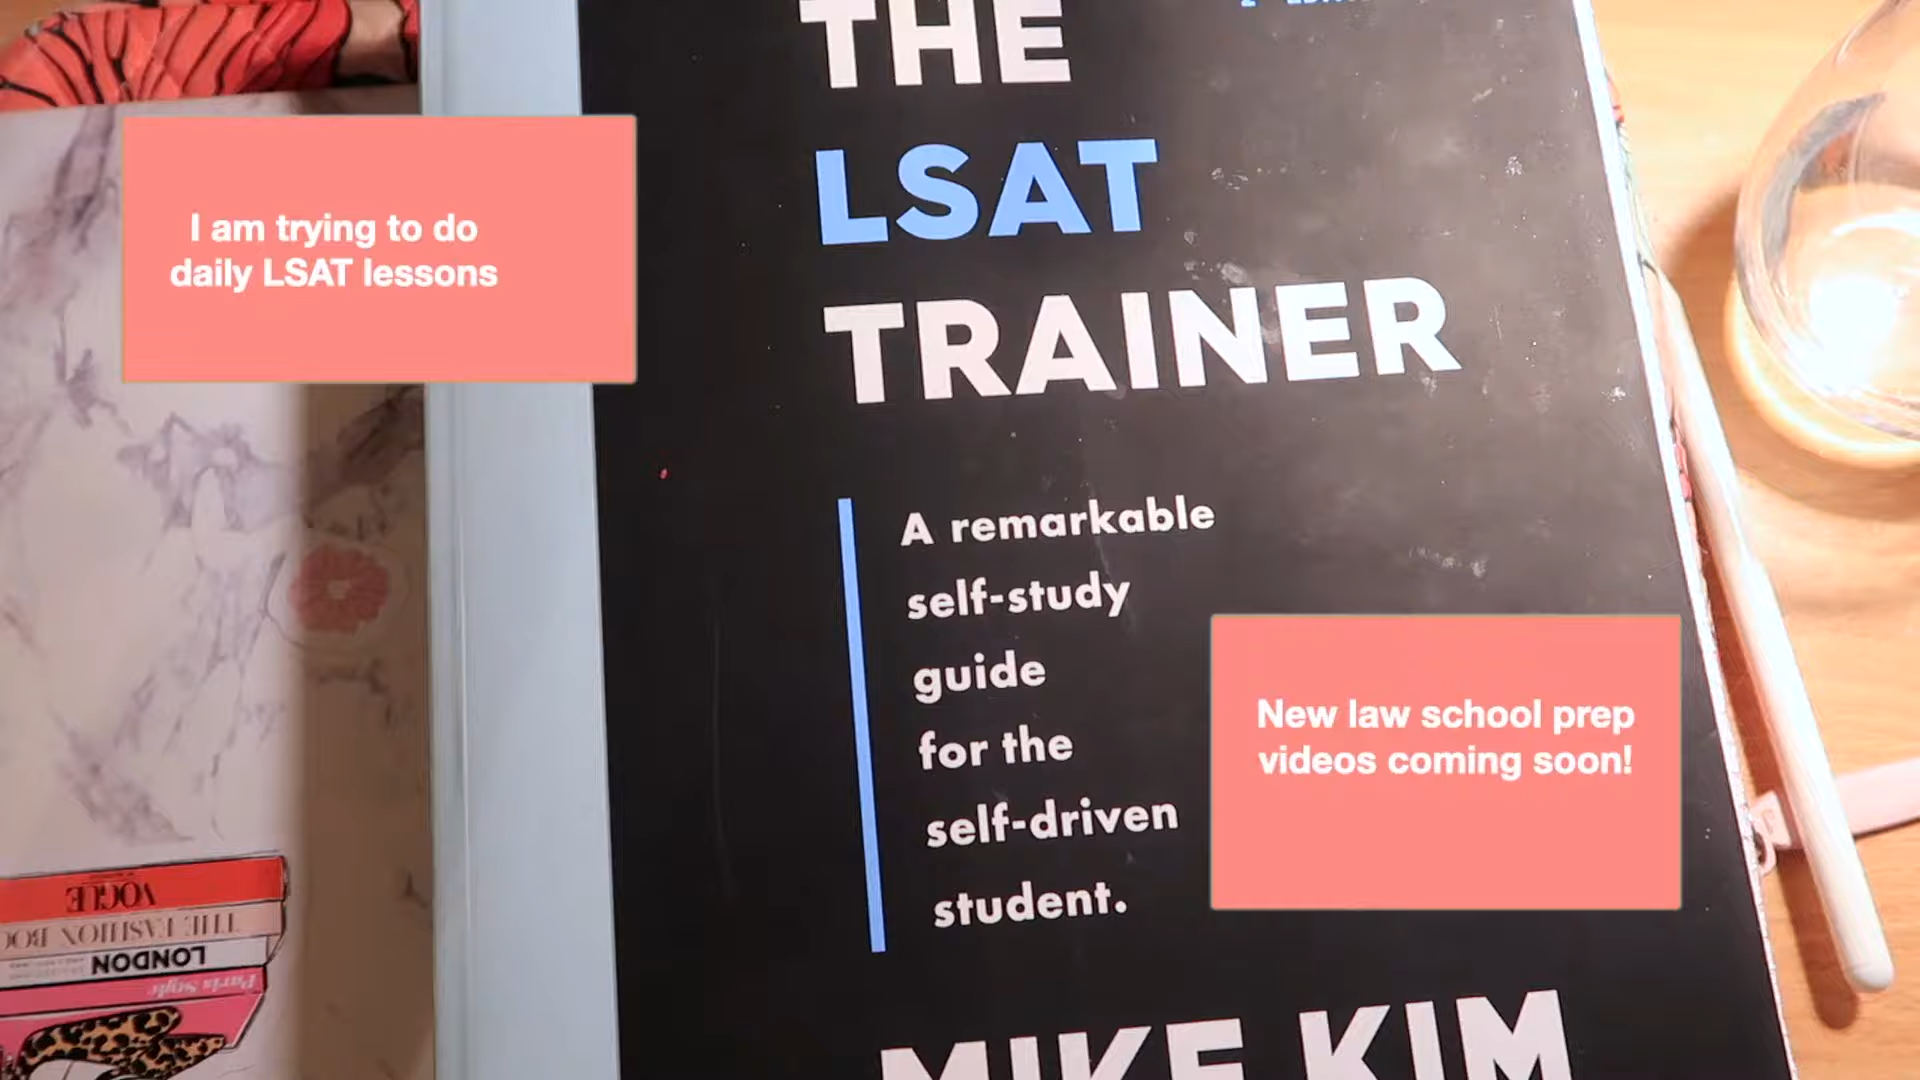 THE
LSAT
TRAINER
I am trying to do
daily LSAT lessons
A remarkable
self-study
guide
for the
self-driven
student.
New law school prep
videos coming soon!
MIKE KIM
VOGUE
THE FASHION BOO
LONDON
Paris Style